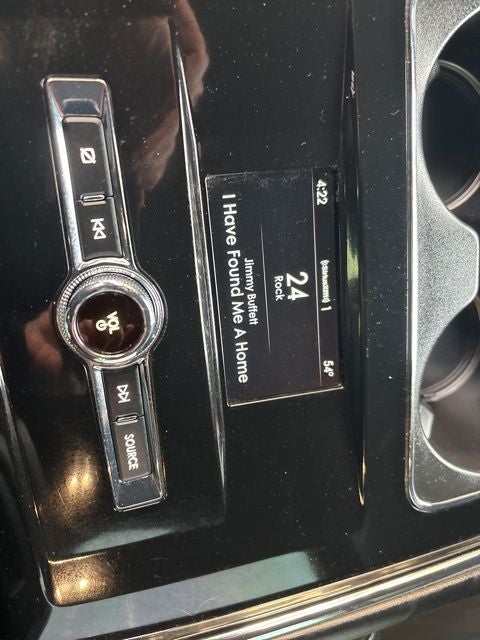 4:22 (siriusxm) 1 54°
24
Rock
Jimmy Buffett
I Have Found Me A Home
VOL
SOURCE